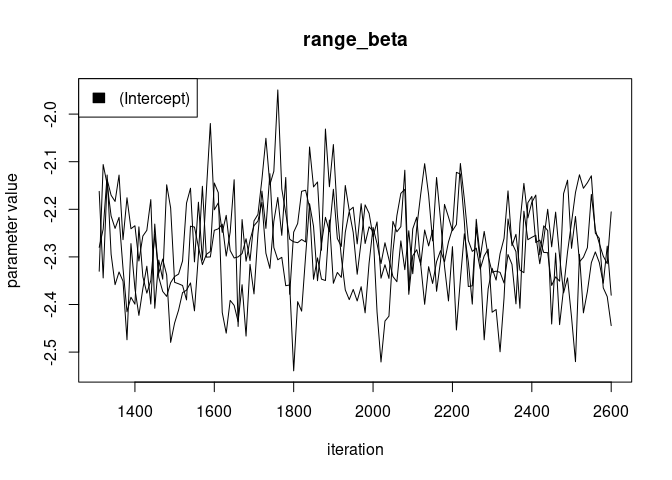 range_beta
(Intercept)
parameter value
-2.0
-2.1
-2.2
-2.3
-2.4
-2.5
1400 1600 1800 2000 2200 2400 2600
iteration